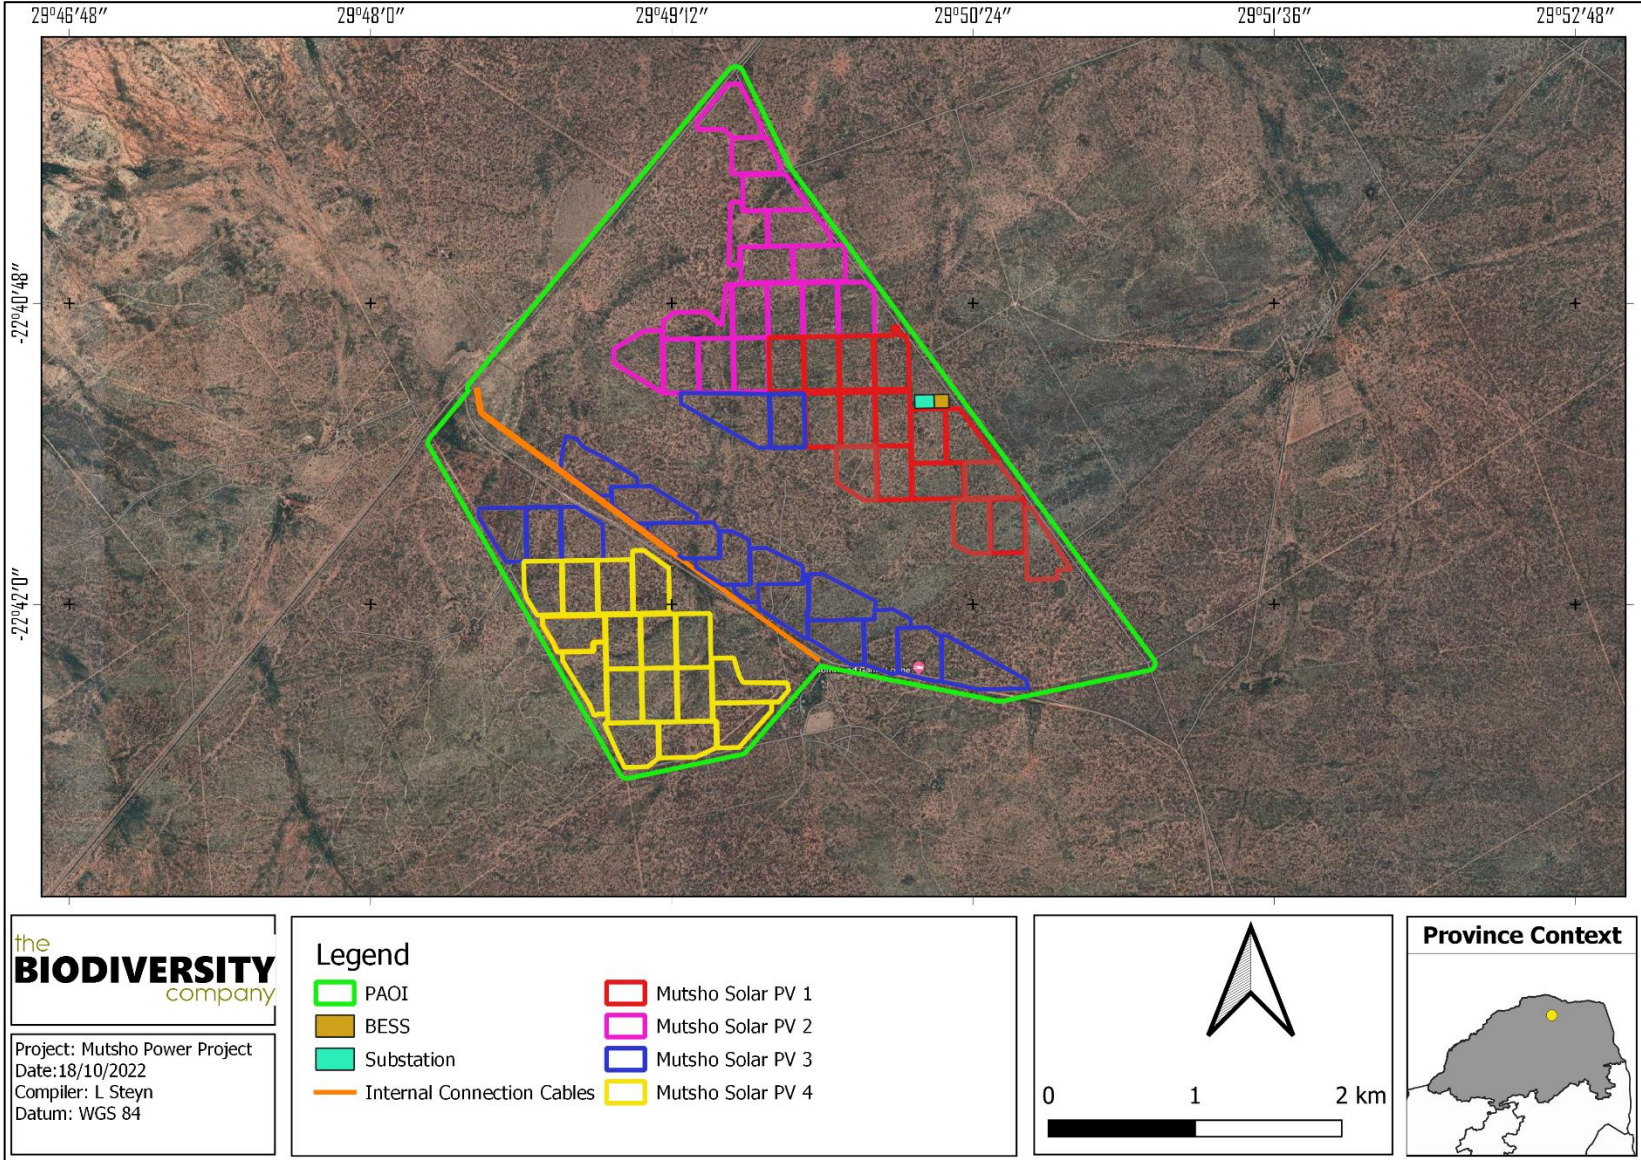 29°46′48″ 29°48′0″ 29°49′12″ 29°50′24″ 29°51′36″ 29°52′48″
-22°40′48″
-22°42′0″
the
BIODIVERSITY
company
Project: Mutsho Power Project
Date:18/10/2022
Compiler: L Steyn
Datum: WGS 84
Legend
PAOI
BESS
Substation
Internal Connection Cables
Mutsho Solar PV 1
Mutsho Solar PV 2
Mutsho Solar PV 3
Mutsho Solar PV 4
0 1 2 km
Province Context